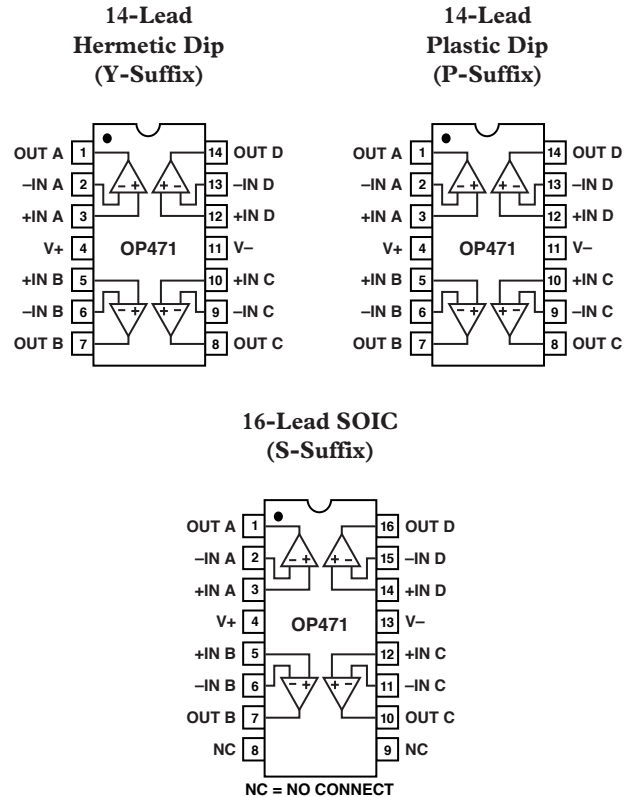 14-Lead
Hermetic Dip
(Y-Suffix)
OUT A 1 14 OUT D
–IN A 2 – + + – 13 –IN D
+IN A 3 12 +IN D
V+ 4 OP471 11 V–
+IN B 5 10 +IN C
–IN B 6 – + + – 9 –IN C
OUT B 7 8 OUT C
14-Lead
Plastic Dip
(P-Suffix)
OUT A 1 14 OUT D
–IN A 2 – + + – 13 –IN D
+IN A 3 12 +IN D
V+ 4 OP471 11 V–
+IN B 5 10 +IN C
–IN B 6 – + + – 9 –IN C
OUT B 7 8 OUT C
16-Lead SOIC
(S-Suffix)
OUT A 1 16 OUT D
–IN A 2 – + + – 15 –IN D
+IN A 3 14 +IN D
V+ 4 OP471 13 V–
+IN B 5 12 +IN C
–IN B 6 – + + – 11 –IN C
OUT B 7 10 OUT C
NC 8 9 NC
NC = NO CONNECT